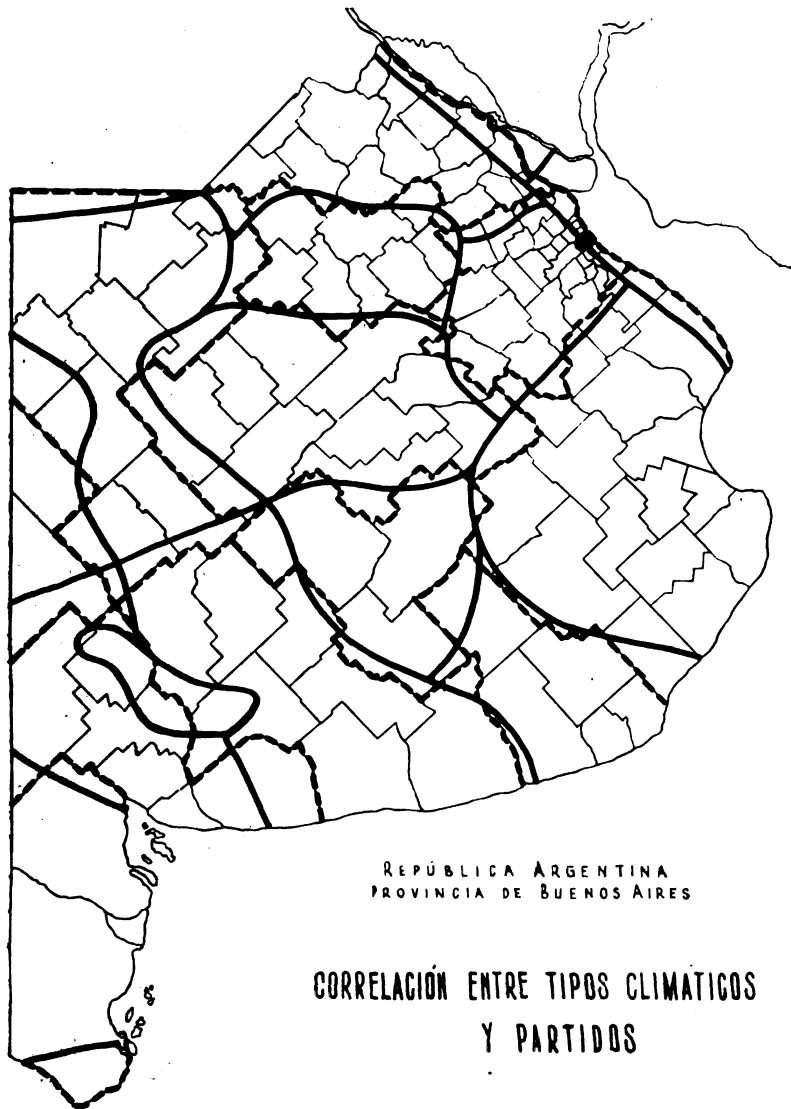 REPÚBLICA ARGENTINA
PROVINCIA DE BUENOS AIRES
CORRELACIÓN ENTRE TIPOS CLIMATICOS
Y PARTIDOS